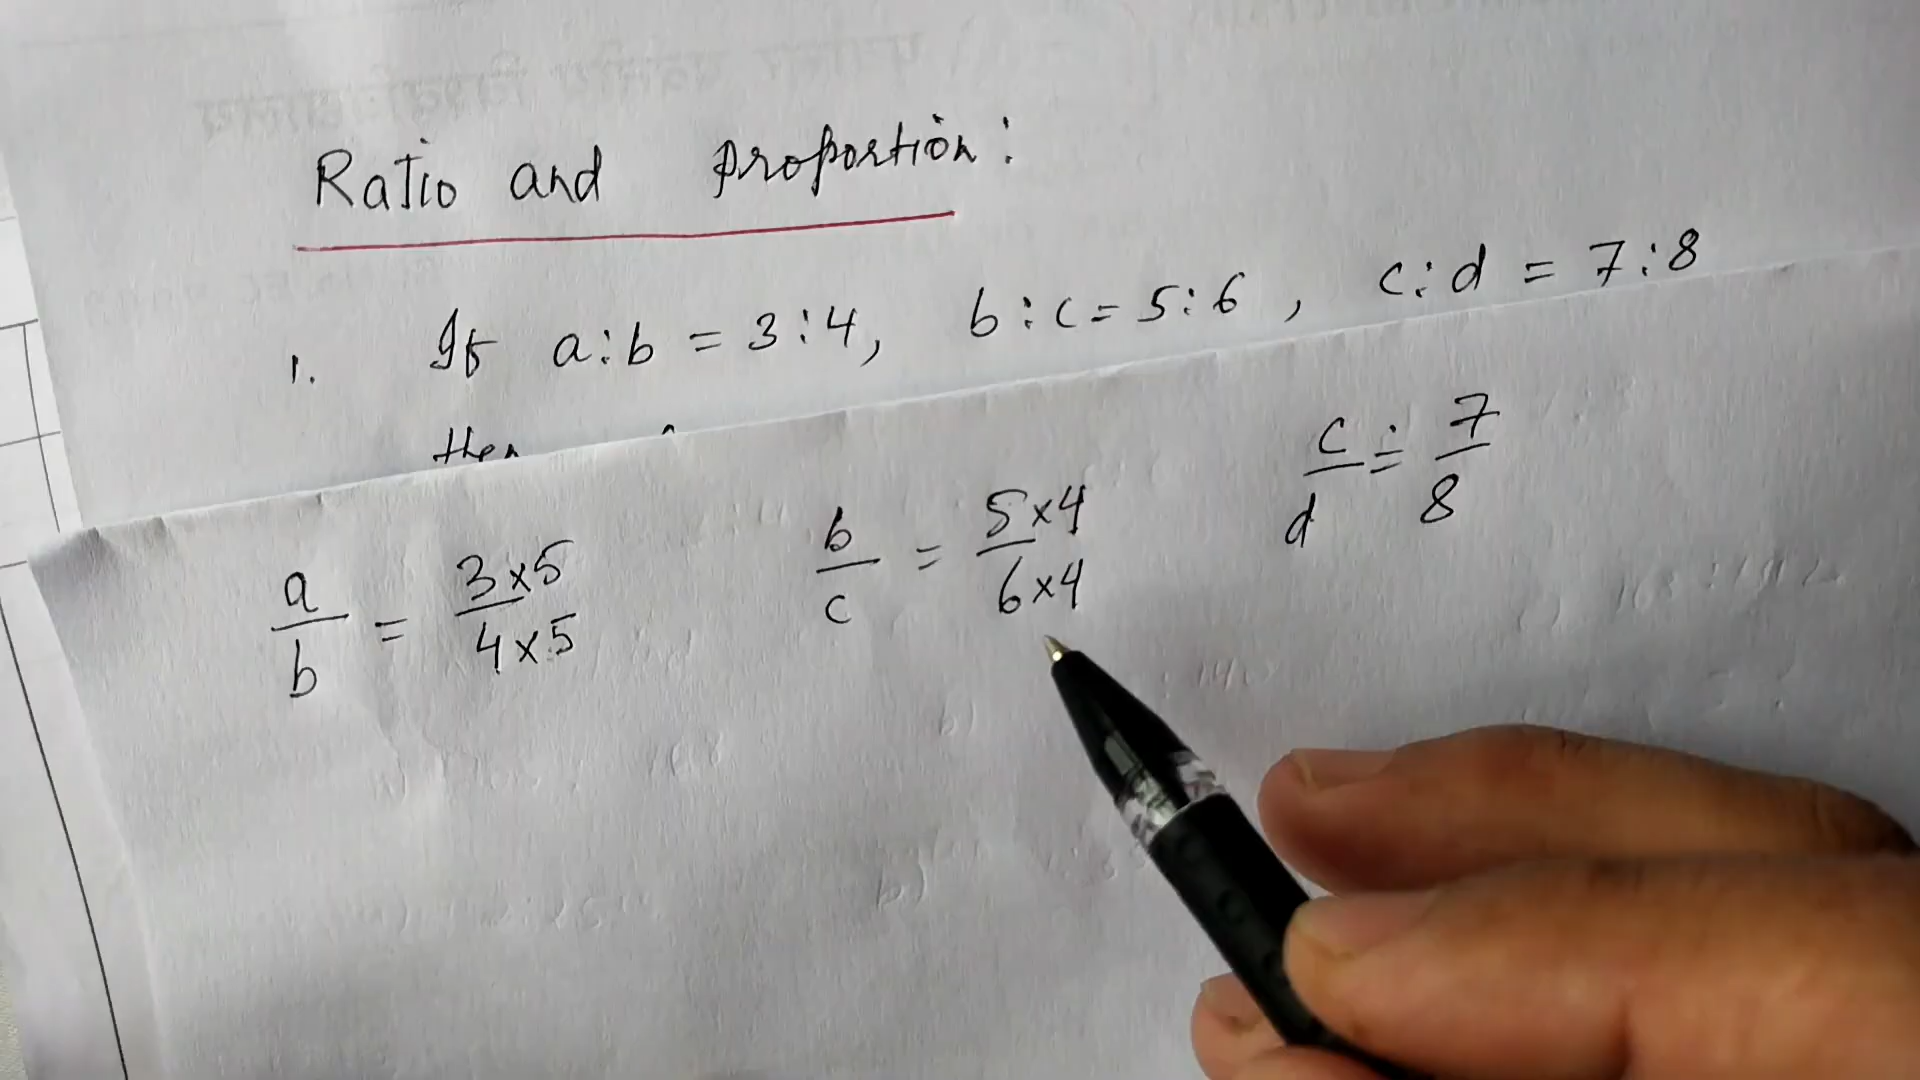 Ratio and proportion:
1. If a:b = 3:4, b:c = 5:6, c:d = 7:8
then
a/b = 3×5/4×5 b/c = 5×4/6×4 c/d = 7/8